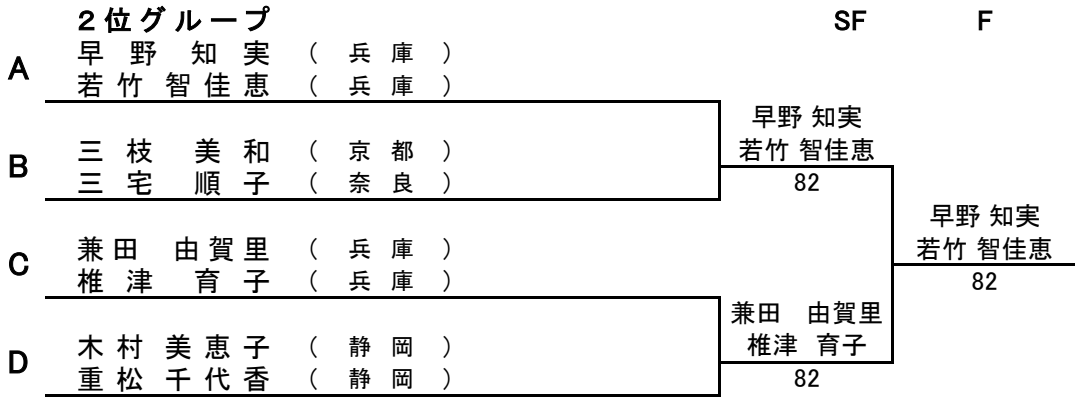 ２位グループ SF F
A
早野 知実 （兵庫）
若竹 智佳恵 （兵庫）
B
三枝 美和 （京都）
三宅 順子 （奈良）
早野 知実
若竹 智佳恵
82
C
兼田 由賀里 （兵庫）
椎津 育子 （兵庫）
早野 知実
若竹 智佳恵
82
D
木村 美恵子 （静岡）
重松 千代香 （静岡）
兼田 由賀里
椎津 育子
82